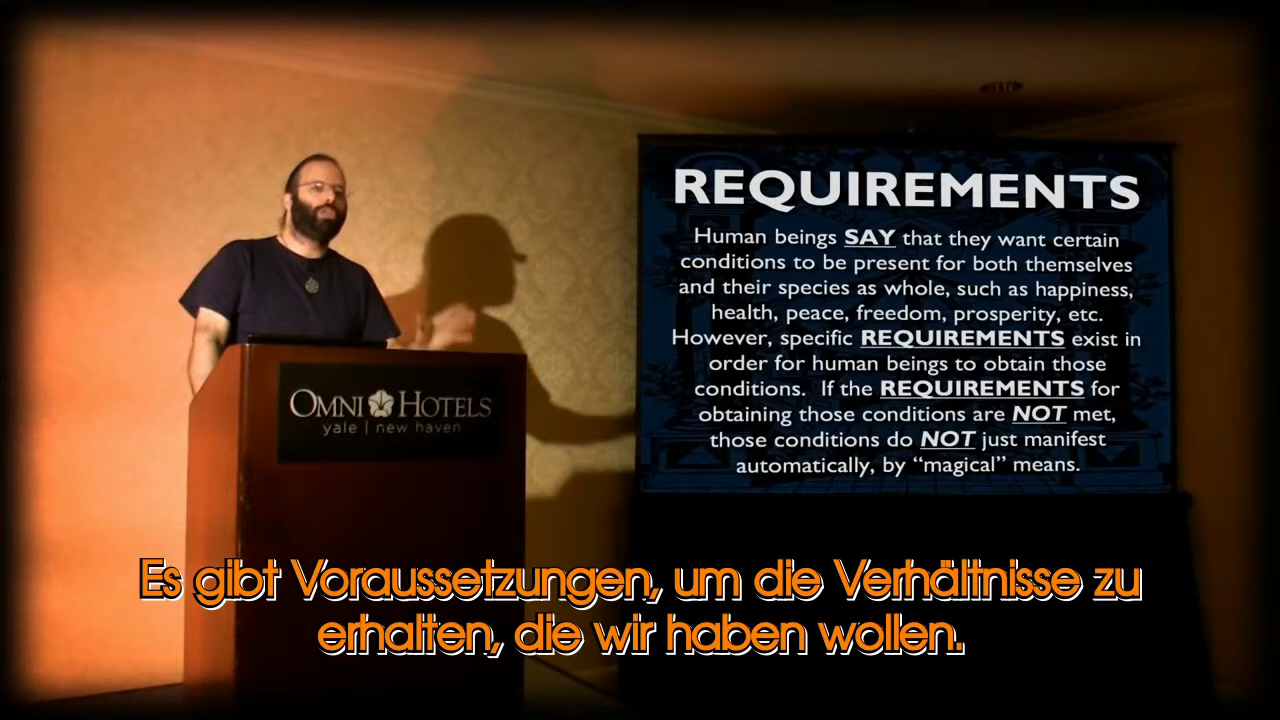 REQUIREMENTS
Human beings SAY that they want certain
conditions to be present for both themselves
and their species as whole, such as happiness,
health, peace, freedom, prosperity, etc.
However, specific REQUIREMENTS exist in
order for human beings to obtain those
conditions. If the REQUIREMENTS for
obtaining those conditions are NOT met,
those conditions do NOT just manifest
automatically, by “magical” means.
OMNI HOTELS
yale | new haven
Es gibt Voraussetzungen, um die Verhältnisse zu
erhalten, die wir haben wollen.